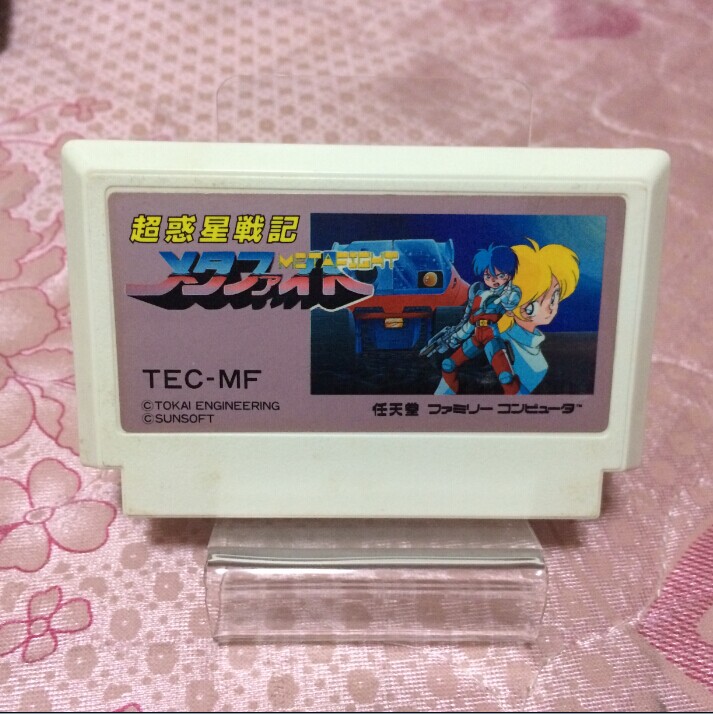 超惑星戦記
メタファイト
METAFIGHT
TEC-MF
©TOKAI ENGINEERING
©SUNSOFT
任天堂 ファミリー コンピュータ™